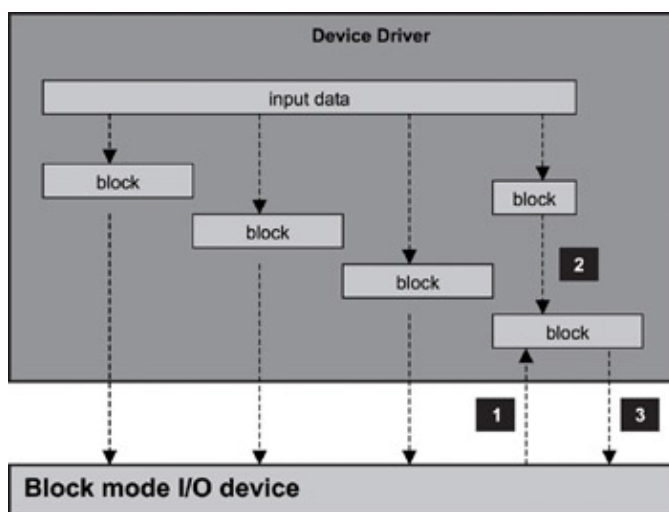 Device Driver
input data
block
block
block
block
2
block
1
3
Block mode I/O device